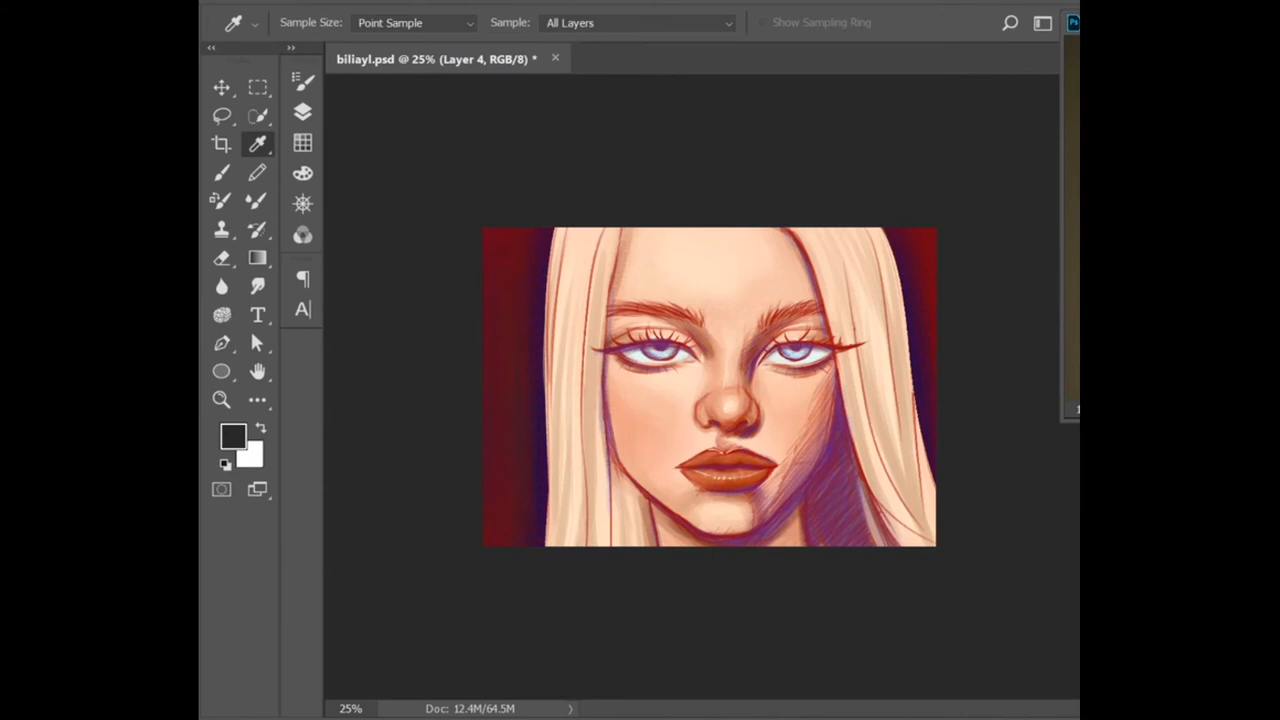 Sample Size: Point Sample Sample: All Layers Show Sampling Ring
Ps
biliayl.psd @ 25% (Layer 4, RGB/8) *
25% Doc: 12.4M/64.5M